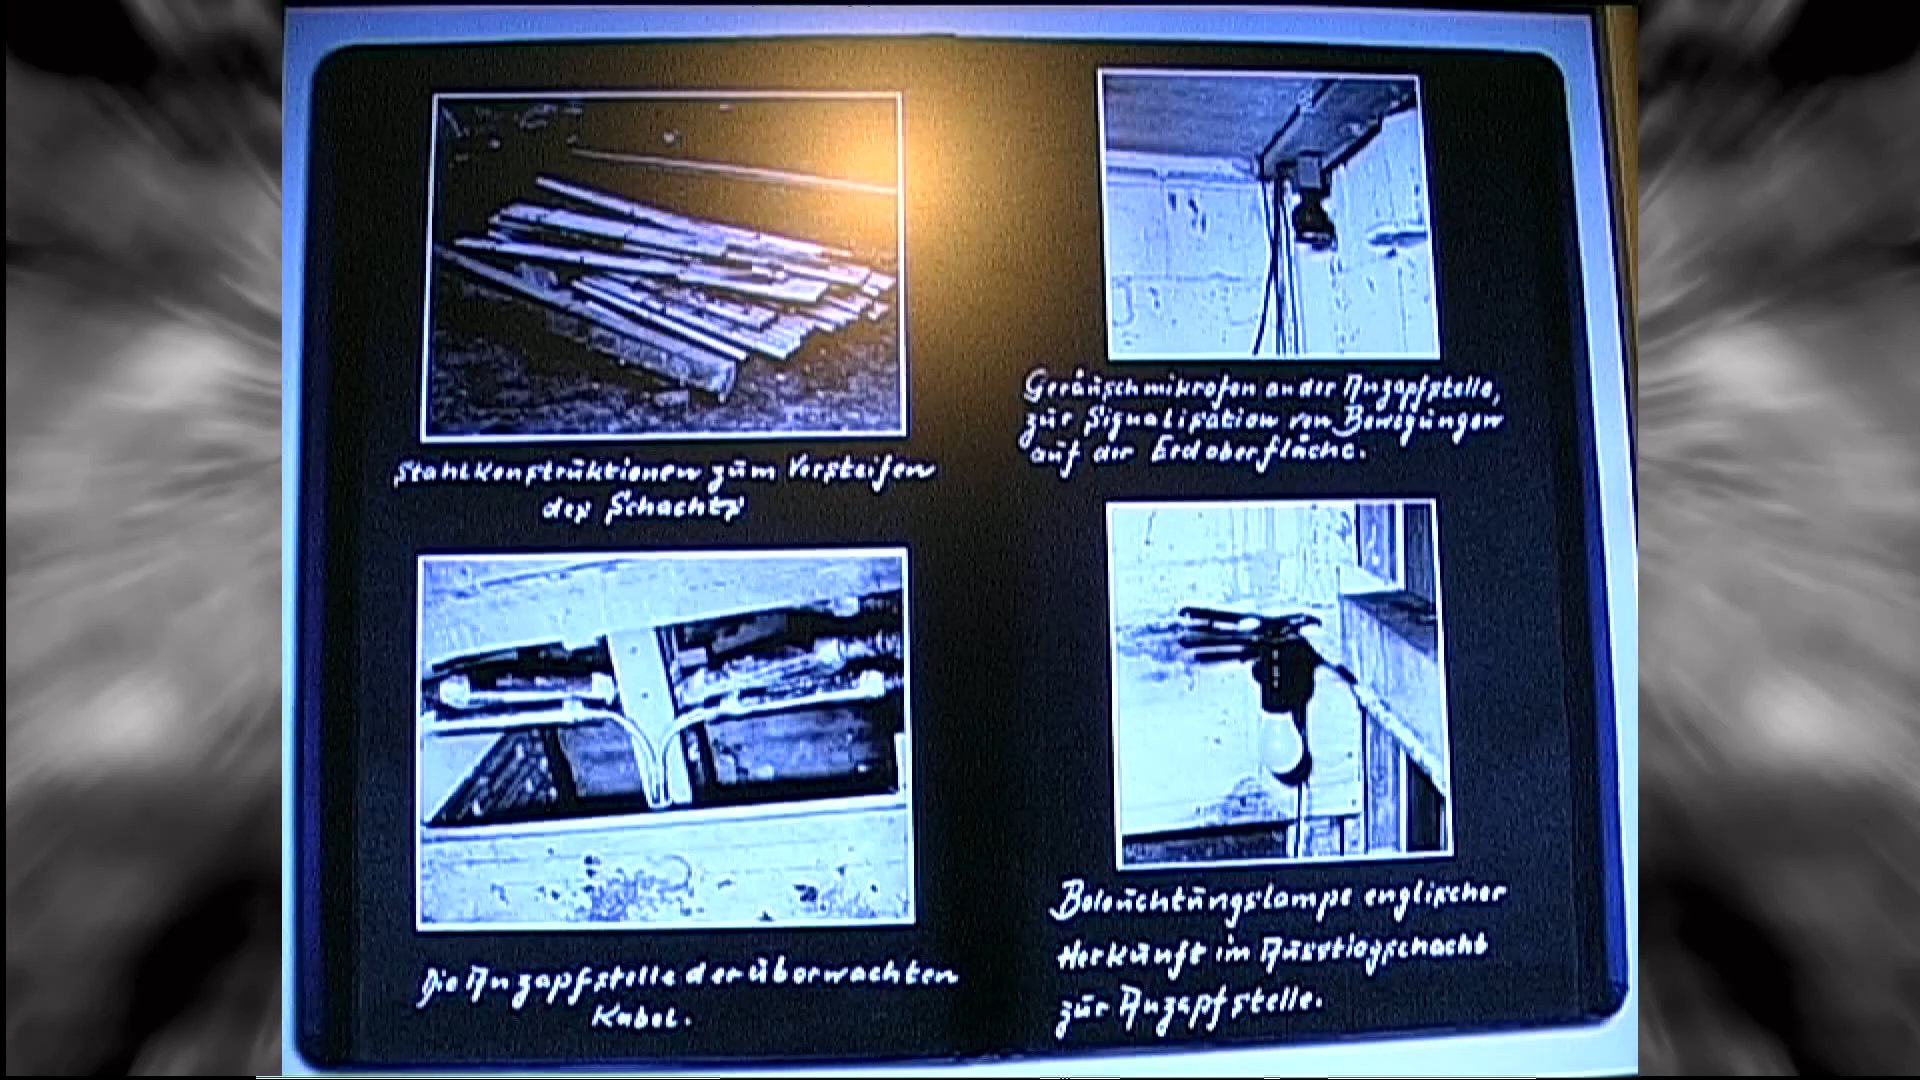 Stahlkonstruktionen zum Versteifen
des Schachts
Geräuschmikrofon an der Anzapfstelle,
zur Signalisation von Bewegungen
auf der Erdoberfläche.
Die Anzapfstelle der überwachten
Kabel.
Beleuchtungslampe englischer
Herkunft im Ausstiegschacht
zur Anzapfstelle.